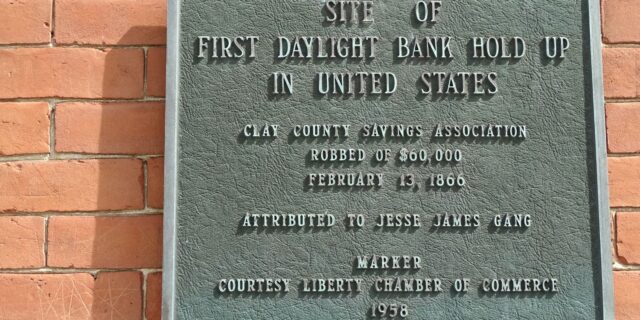 SITE OF
FIRST DAYLIGHT BANK HOLD UP
IN UNITED STATES
CLAY COUNTY SAVINGS ASSOCIATION
ROBBED OF $60,000
FEBRUARY 13, 1866
ATTRIBUTED TO JESSE JAMES GANG
MARKER
COURTESY LIBERTY CHAMBER OF COMMERCE
1958